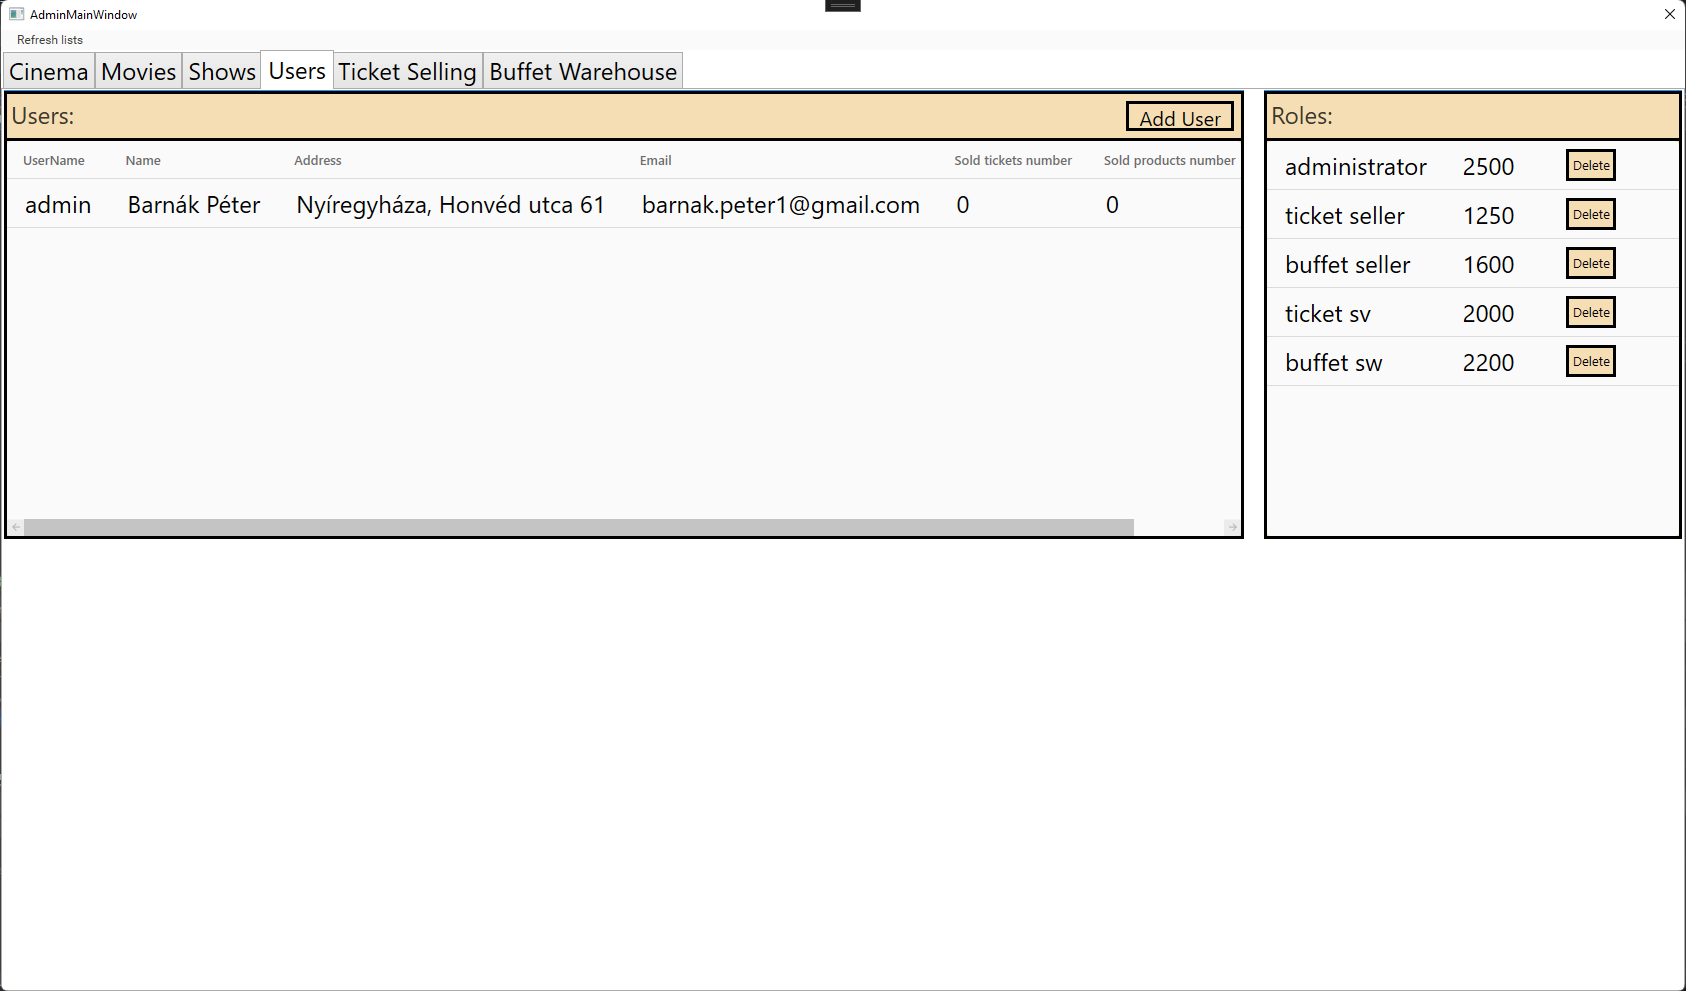 AdminMainWindow
Refresh lists
Cinema Movies Shows Users Ticket Selling Buffet Warehouse
Users: Add User
UserName Name Address Email Sold tickets number Sold products number
admin Barnák Péter Nyíregyháza, Honvéd utca 61 barnak.peter1@gmail.com 0 0
Roles:
administrator 2500 Delete
ticket seller 1250 Delete
buffet seller 1600 Delete
ticket sv 2000 Delete
buffet sw 2200 Delete